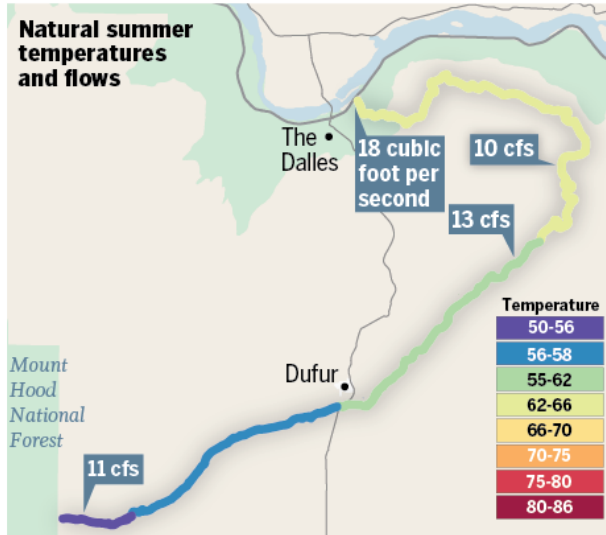 Natural summer
temperatures
and flows
The
Dalles
18 cubic
foot per
second
10 cfs
13 cfs
Dufur
Mount
Hood
National
Forest
11 cfs
Temperature
50-56
56-58
55-62
62-66
66-70
70-75
75-80
80-86